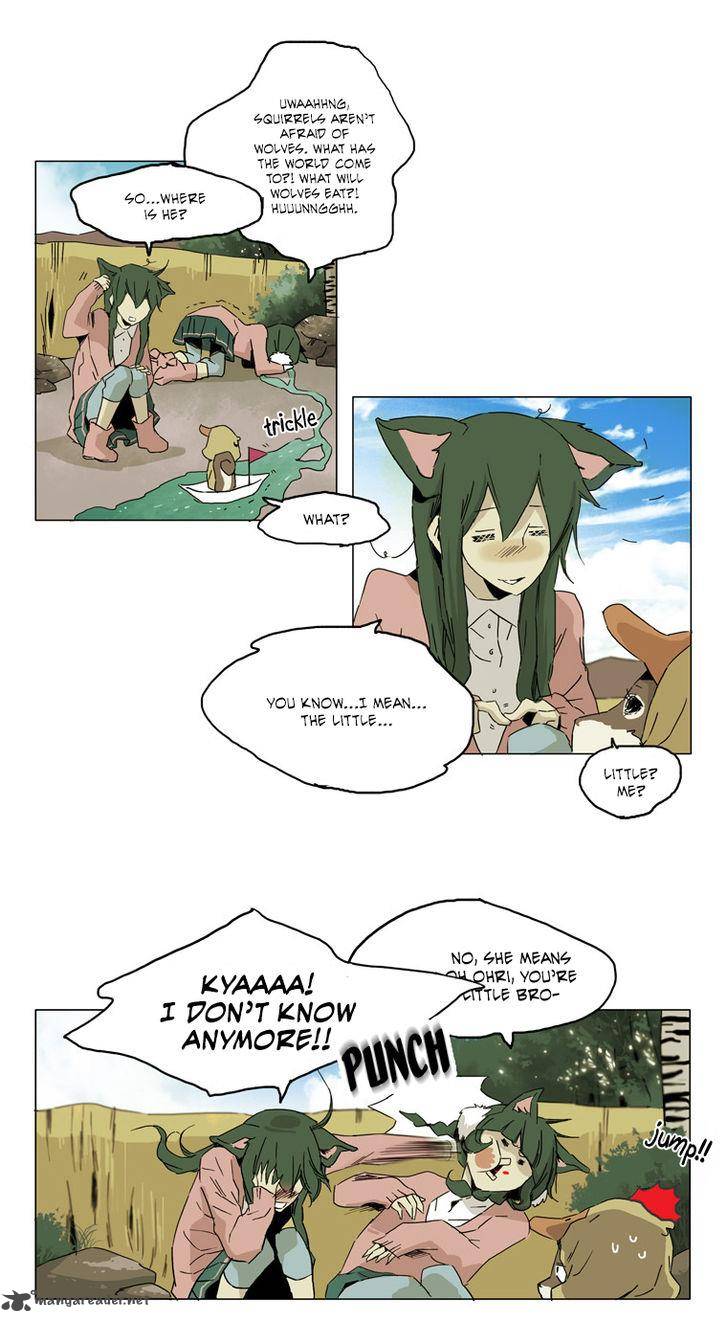 UWAAHHNG,
SQUIRRELS AREN'T
AFRAID OF
WOLVES. WHAT HAS
THE WORLD COME
TO?! WHAT WILL
WOLVES EAT?!
HUUUNNGGHH.
SO...WHERE
IS HE?
trickle
WHAT?
YOU KNOW...I MEAN...
THE LITTLE...
LITTLE?
ME?
NO, SHE MEANS
OH OHRI, YOU'RE
LITTLE BRO-
KYAAAA!
I DON'T KNOW
ANYMORE!!
PUNCH
jump!!
mangareader.net